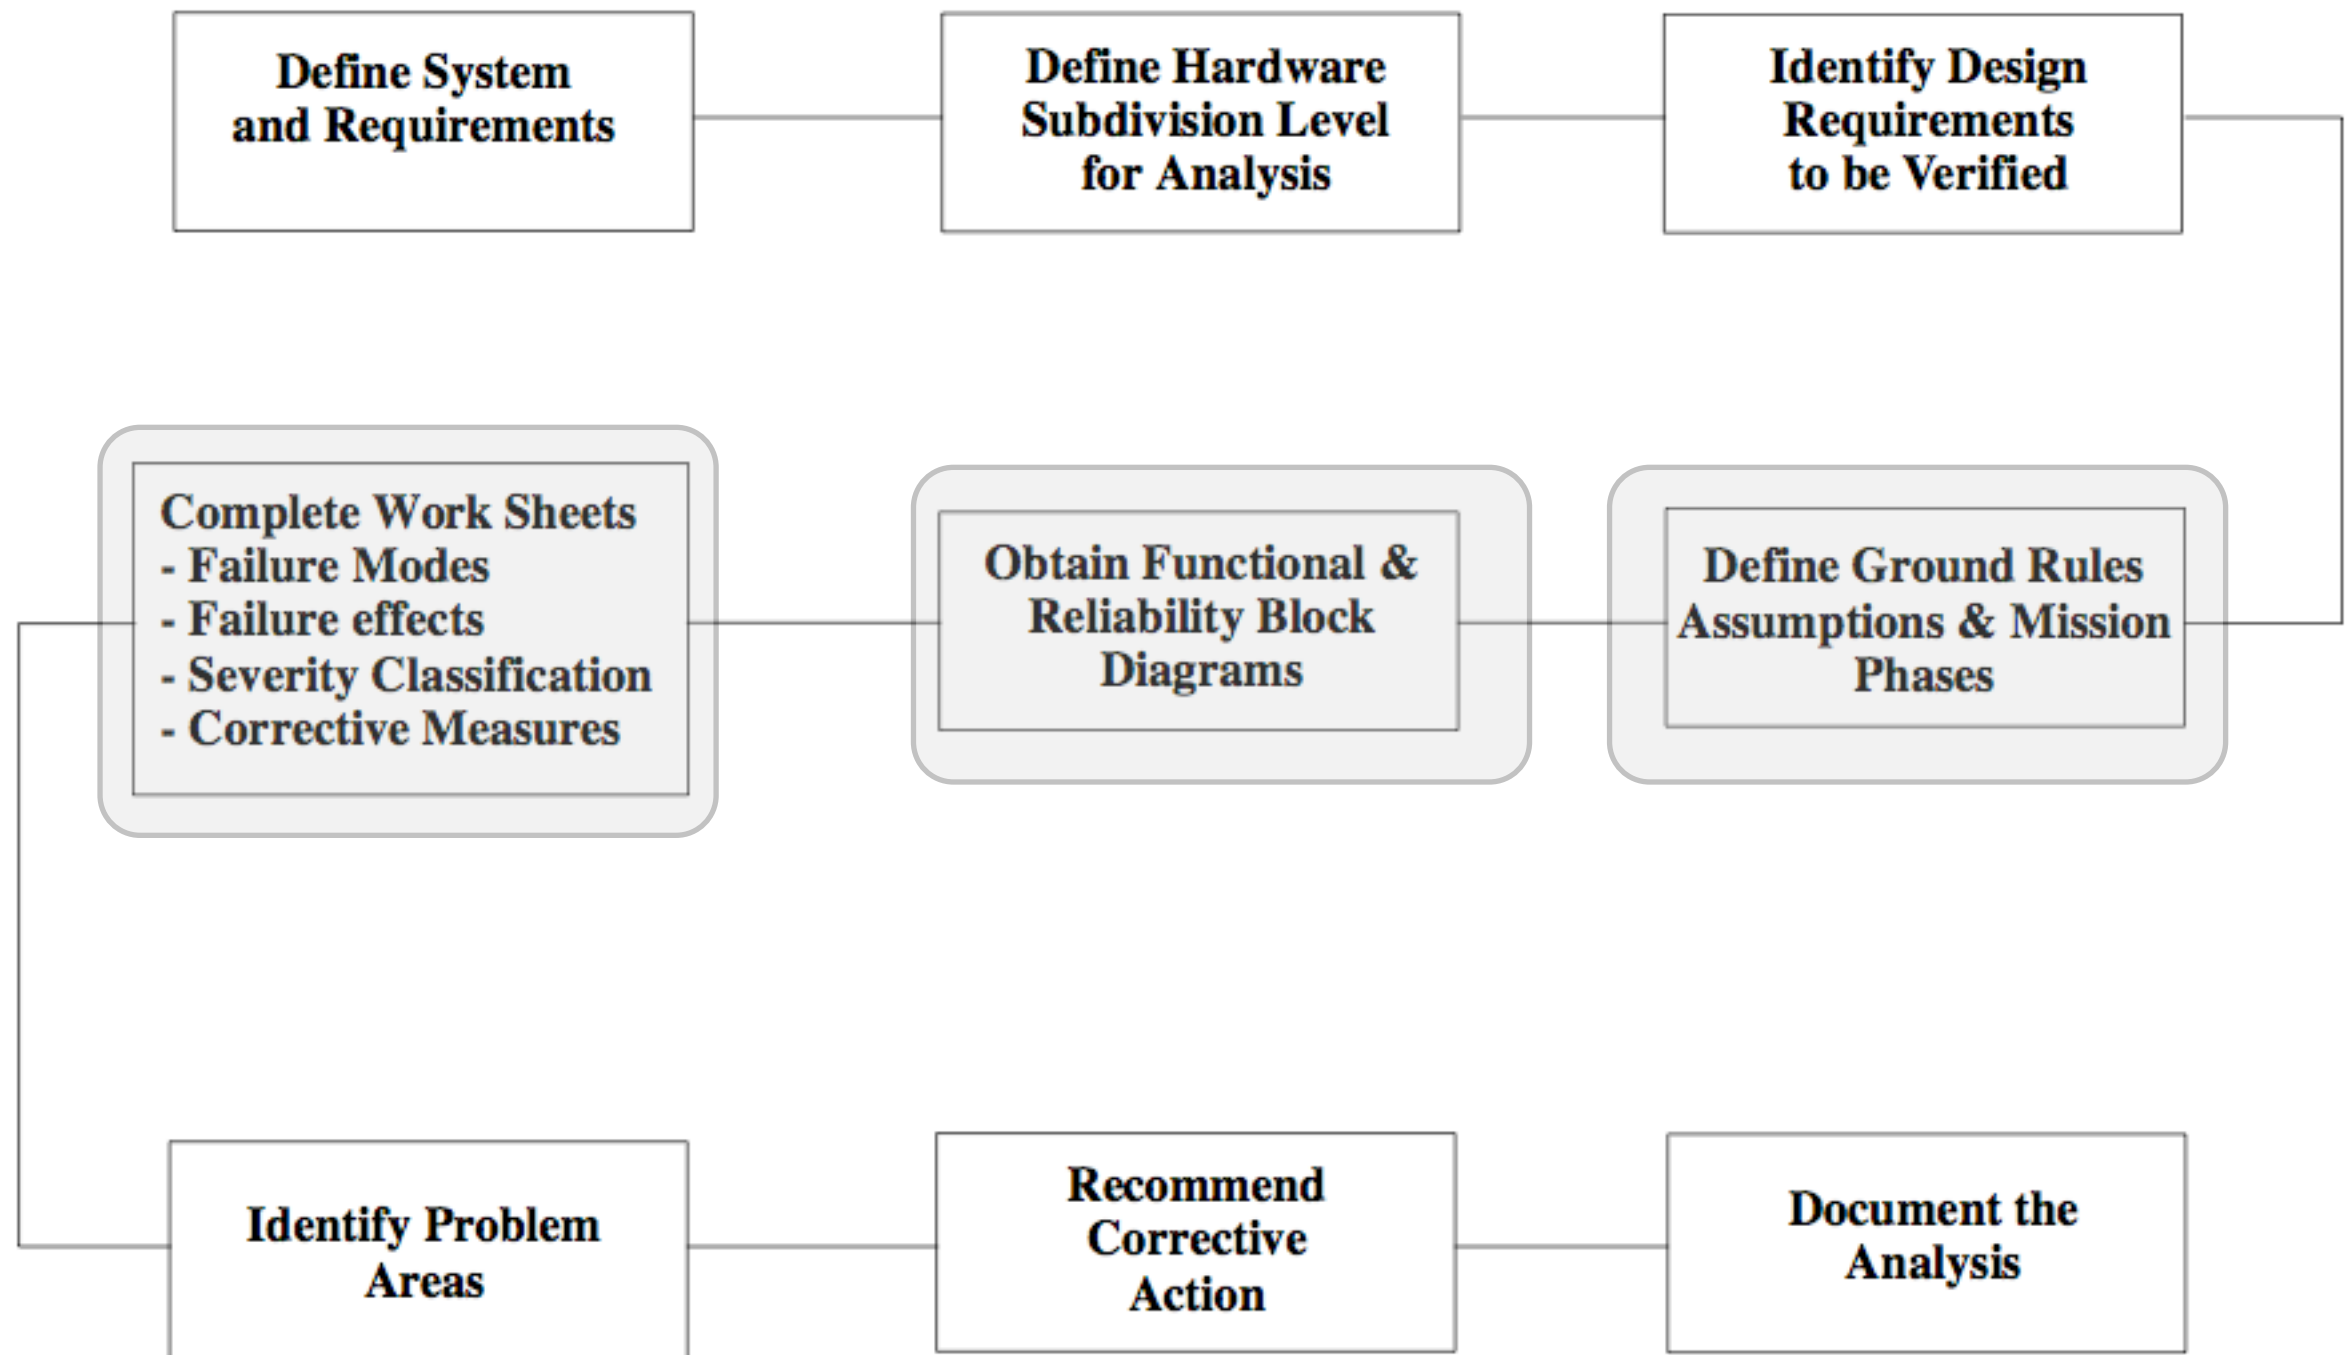 Define System
and Requirements
Define Hardware
Subdivision Level
for Analysis
Identify Design
Requirements
to be Verified
Complete Work Sheets
- Failure Modes
- Failure effects
- Severity Classification
- Corrective Measures
Obtain Functional &
Reliability Block
Diagrams
Define Ground Rules
Assumptions & Mission
Phases
Identify Problem
Areas
Recommend
Corrective
Action
Document the
Analysis